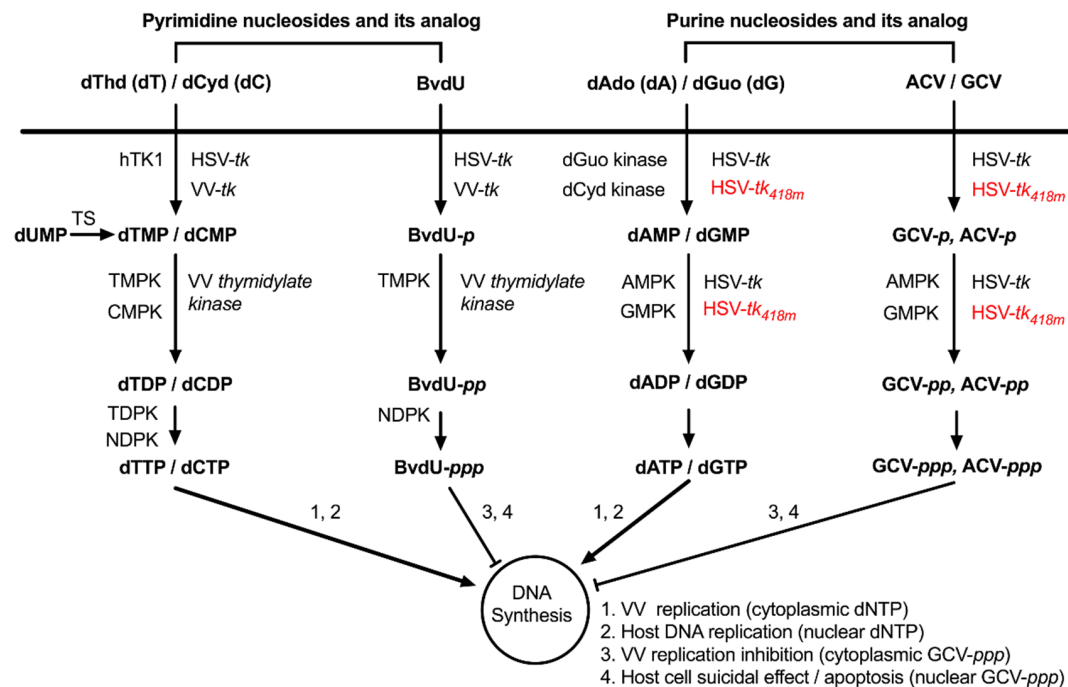 Pyrimidine nucleosides and its analog
Purine nucleosides and its analog
dThd (dT) / dCyd (dC)
BvdU
dAdo (dA) / dGuo (dG)
ACV / GCV
hTK1
HSV-tk
VV-tk
HSV-tk
VV-tk
dGuo kinase
dCyd kinase
HSV-tk
HSV-tk418m
HSV-tk
HSV-tk418m
dUMP
TS
dTMP / dCMP
BvdU-p
dAMP / dGMP
GCV-p, ACV-p
TMPK
CMPK
VV thymidylate
kinase
TMPK
VV thymidylate
kinase
AMPK
GMPK
HSV-tk
HSV-tk418m
AMPK
GMPK
HSV-tk
HSV-tk418m
dTDP / dCDP
BvdU-pp
dADP / dGDP
GCV-pp, ACV-pp
TDPK
NDPK
NDPK
dTTP / dCTP
BvdU-ppp
dATP / dGTP
GCV-ppp, ACV-ppp
1, 2
3, 4
1, 2
3, 4
DNA
Synthesis
1. VV replication (cytoplasmic dNTP)
2. Host DNA replication (nuclear dNTP)
3. VV replication inhibition (cytoplasmic GCV-ppp)
4. Host cell suicidal effect / apoptosis (nuclear GCV-ppp)